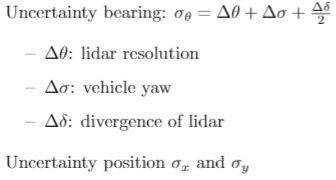 Uncertainty bearing: σ_θ = Δθ + Δσ + Δδ/2
– Δθ: lidar resolution
– Δσ: vehicle yaw
– Δδ: divergence of lidar
Uncertainty position σ_x and σ_y